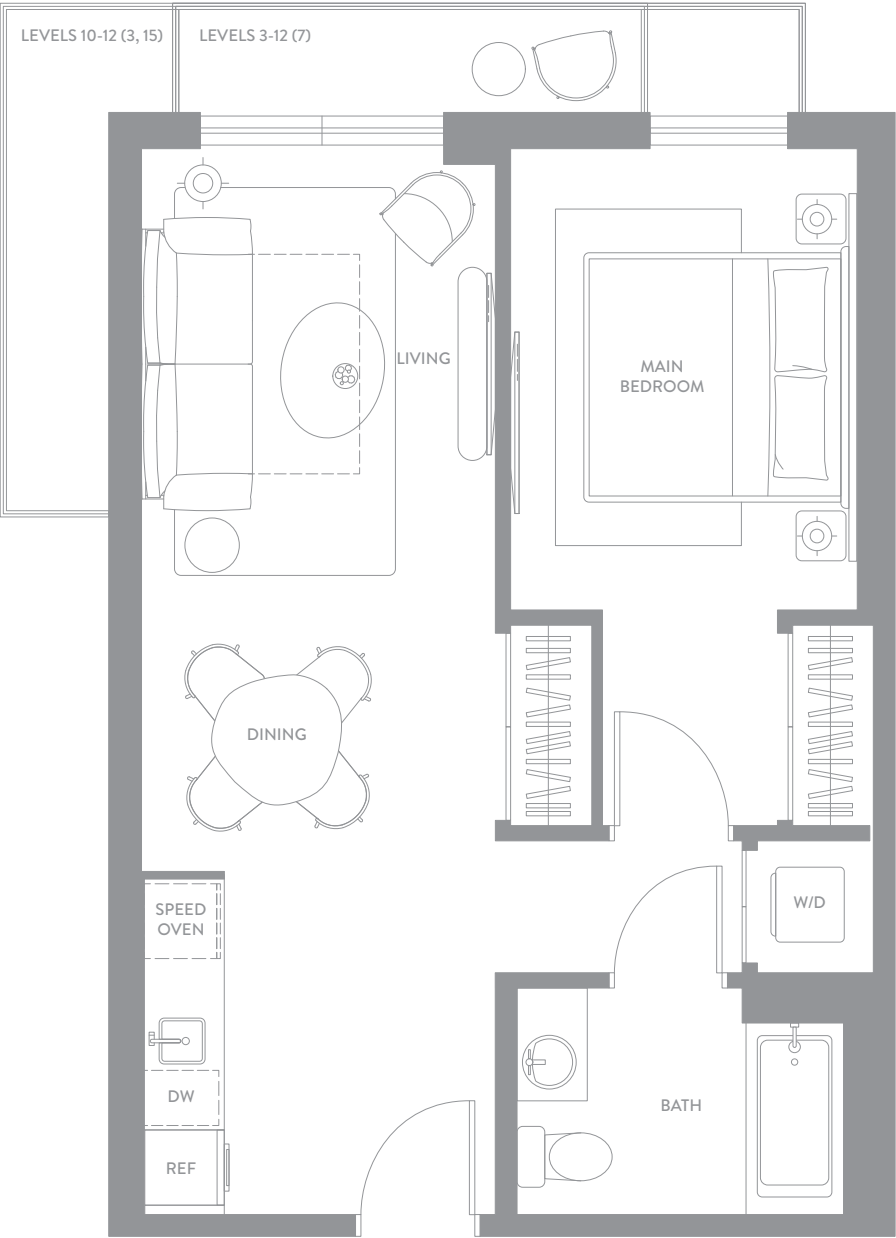 LEVELS 10-12 (3, 15)
LEVELS 3-12 (7)
LIVING
MAIN
BEDROOM
DINING
SPEED
OVEN
W/D
DW
BATH
REF